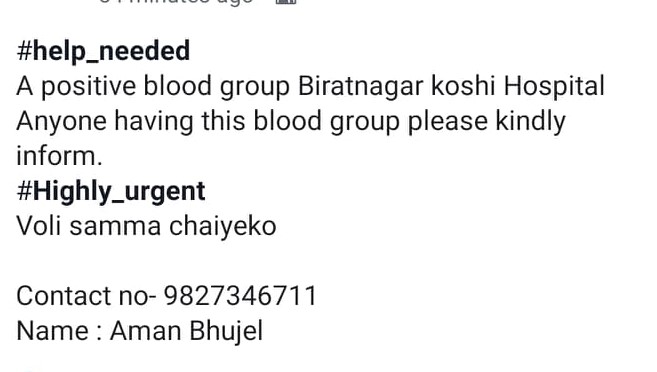 #help_needed
A positive blood group Biratnagar koshi Hospital
Anyone having this blood group please kindly
inform.
#Highly_urgent
Voli samma chaiyeko
Contact no- 9827346711
Name : Aman Bhujel